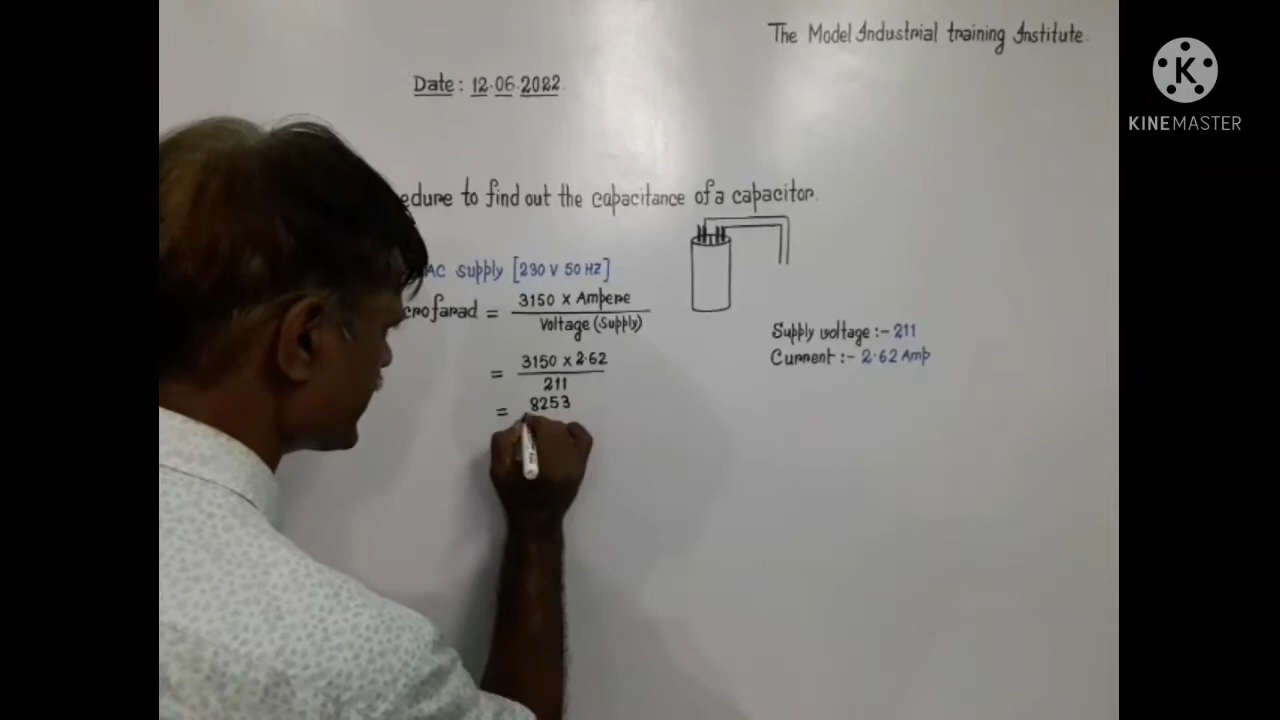 The Model Industrial training Institute.
KINEMASTER
Date: 12.06.2022.
to find out the capacitance of a capacitor.
AC supply [230 V 50 HZ]
= 3150 x Ampere
Voltage (Supply)
Supply voltage :- 211
Current :- 2.62 Amp
= 3150 x 2.62
211
= 8253